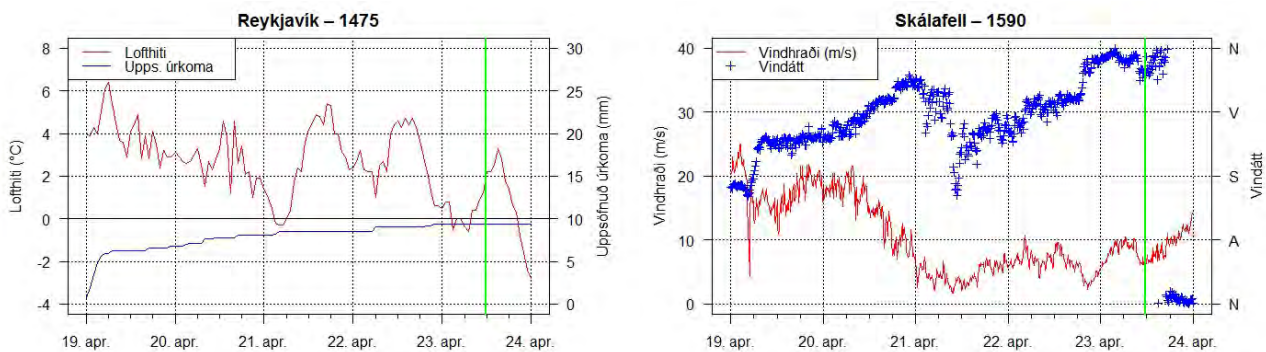 Reykjavík – 1475
Lofthiti
Upps. úrkoma
Lofthiti (°C)
8
6
4
2
0
-2
-4
30
25
20
15
10
5
0
Uppsöfnuð úrkoma (mm)
19. apr. 20. apr. 21. apr. 22. apr. 23. apr. 24. apr.
Skálafell – 1590
Vindhraði (m/s)
Vindátt
Vindhraði (m/s)
40
30
20
10
0
N
V
S
A
N
Vindátt
19. apr. 20. apr. 21. apr. 22. apr. 23. apr. 24. apr.